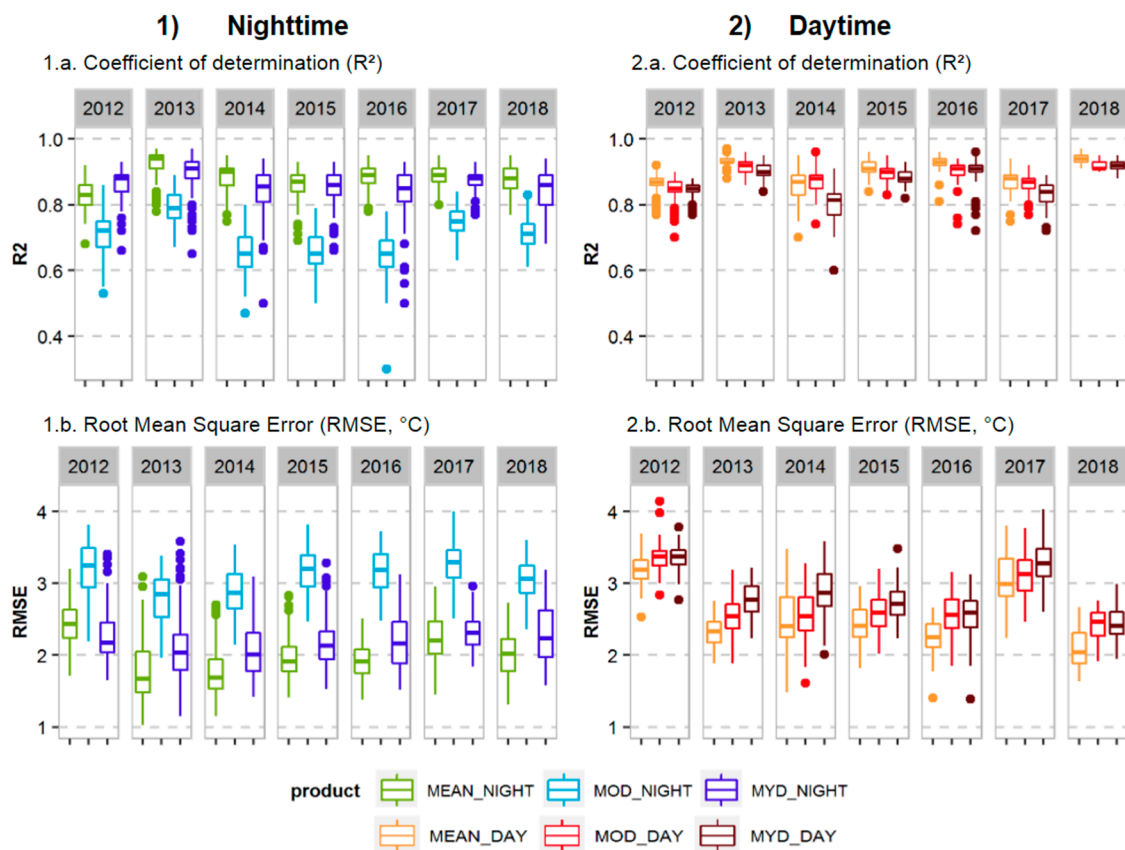 1) Nighttime
1.a. Coefficient of determination (R²)
2012 2013 2014 2015 2016 2017 2018
1.0
0.8
0.6
0.4
R2
1.b. Root Mean Square Error (RMSE, °C)
2012 2013 2014 2015 2016 2017 2018
4
3
2
1
RMSE
2) Daytime
2.a. Coefficient of determination (R²)
2012 2013 2014 2015 2016 2017 2018
1.0
0.8
0.6
0.4
R2
2.b. Root Mean Square Error (RMSE, °C)
2012 2013 2014 2015 2016 2017 2018
4
3
2
1
RMSE
product MEAN_NIGHT MOD_NIGHT MYD_NIGHT
MEAN_DAY MOD_DAY MYD_DAY